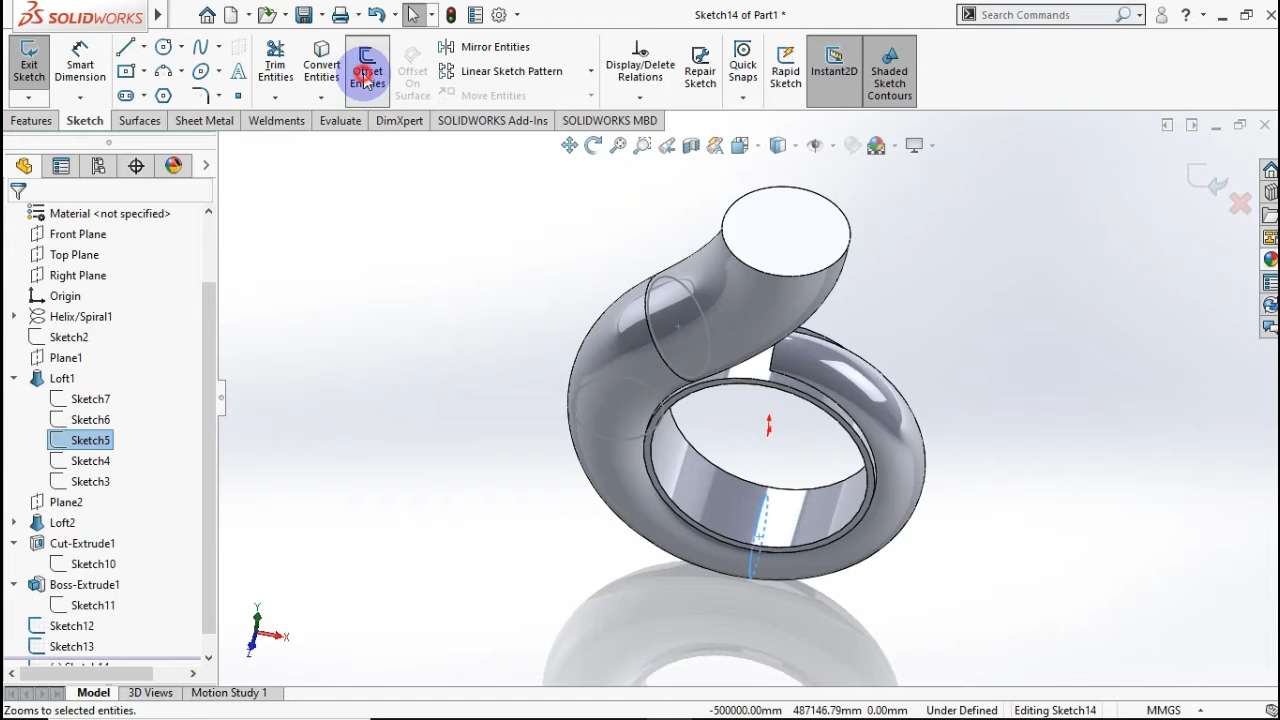 SOLIDWORKS
Sketch14 of Part1 *
Search Commands
?
Exit Sketch
Smart Dimension
Trim Entities
Convert Entities
Offset Entities
Offset On Surface
Mirror Entities
Linear Sketch Pattern
Move Entities
Display/Delete Relations
Repair Sketch
Quick Snaps
Rapid Sketch
Instant2D
Shaded Sketch Contours
Features
Sketch
Surfaces
Sheet Metal
Weldments
Evaluate
DimXpert
SOLIDWORKS Add-Ins
SOLIDWORKS MBD
Material <not specified>
Front Plane
Top Plane
Right Plane
Origin
Helix/Spiral1
Sketch2
Plane1
Loft1
Sketch7
Sketch6
Sketch5
Sketch4
Sketch3
Plane2
Loft2
Cut-Extrude1
Sketch10
Boss-Extrude1
Sketch11
Sketch12
Sketch13
Y
X
Z
Model
3D Views
Motion Study 1
Zooms to selected entities.
-500000.00mm
487146.79mm
0.00mm
Under Defined
Editing Sketch14
MMGS